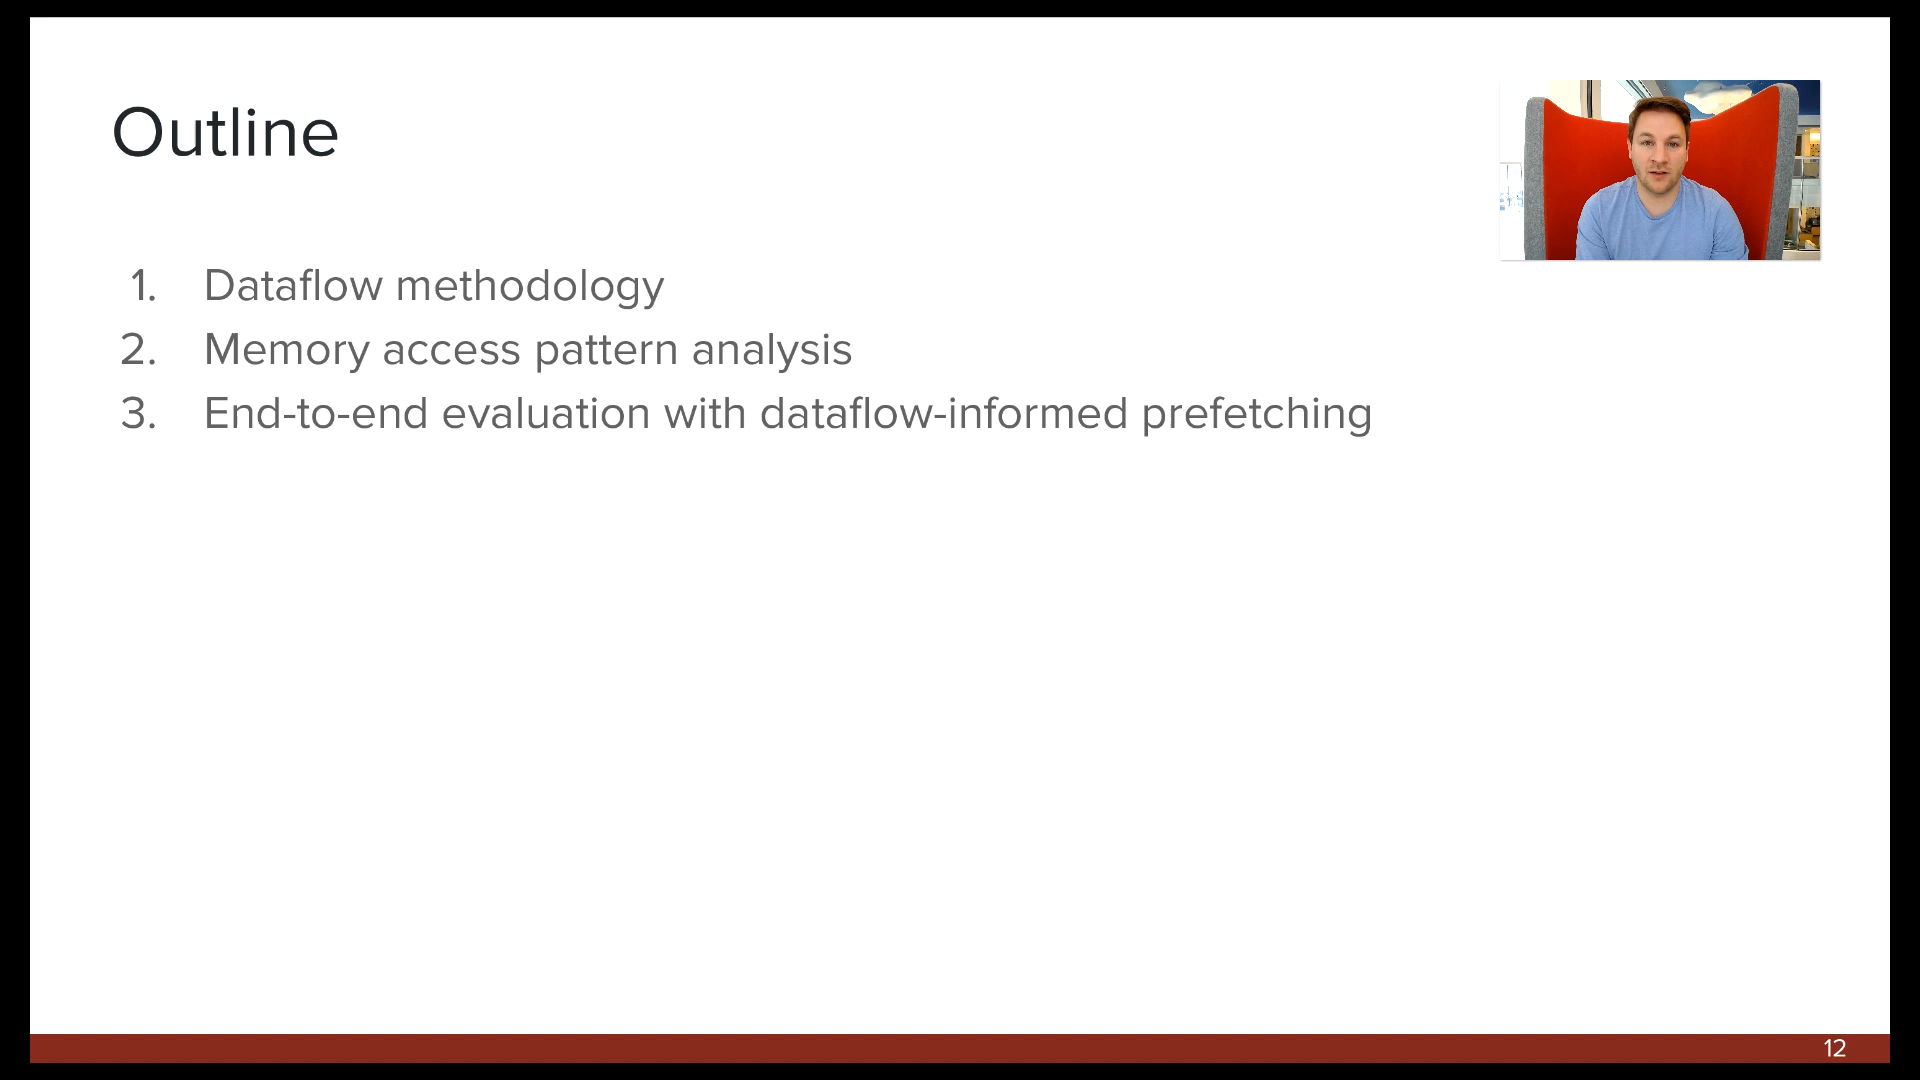 Outline
1. Dataflow methodology
2. Memory access pattern analysis
3. End-to-end evaluation with dataflow-informed prefetching
12